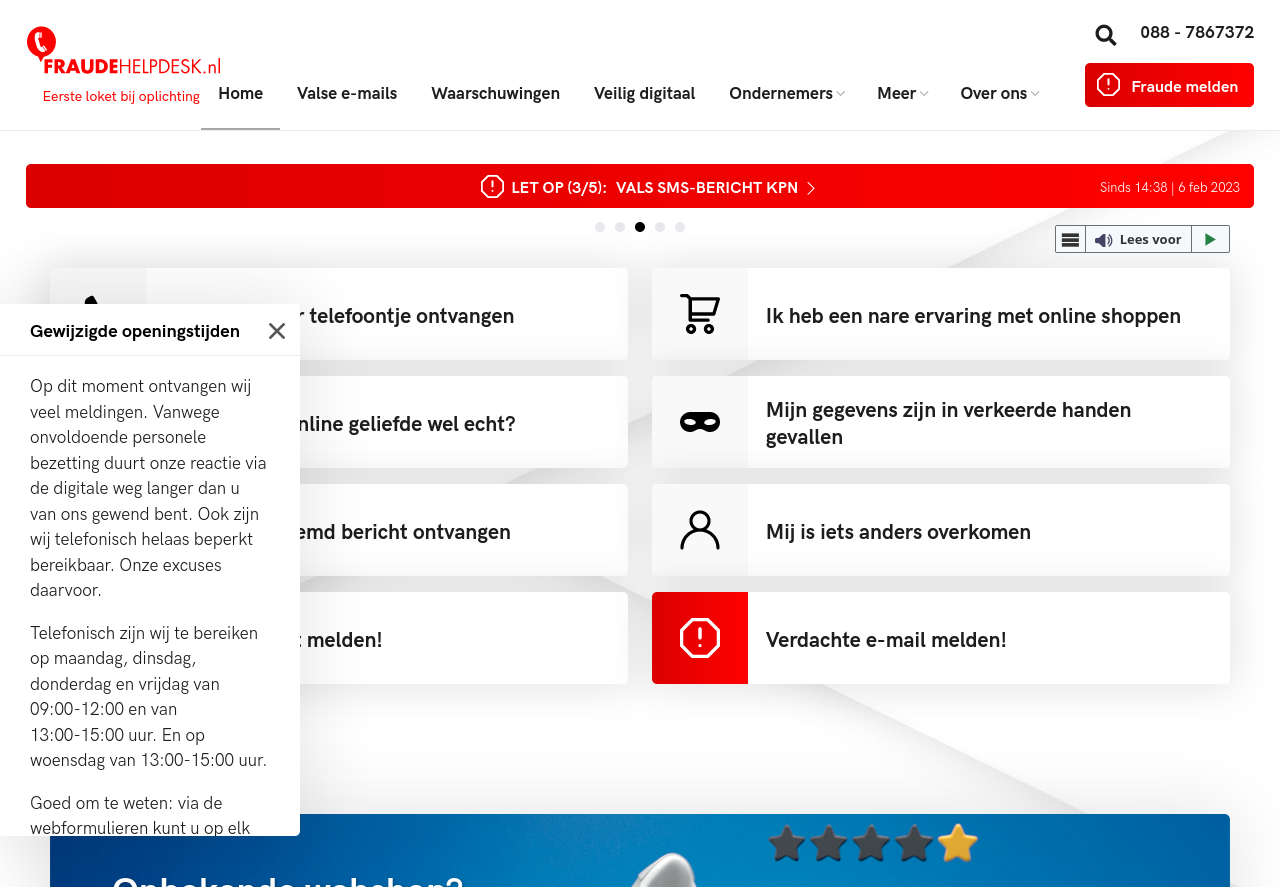 088 - 7867372
FRAUDEHELPDESK.nl
Eerste loket bij oplichting
Home
Valse e-mails
Waarschuwingen
Veilig digitaal
Ondernemers
Meer
Over ons
Fraude melden
LET OP (3/5): VALS SMS-BERICHT KPN
Sinds 14:38 | 6 feb 2023
Lees voor
telefoontje ontvangen
Ik heb een nare ervaring met online shoppen
geliefde wel echt?
Mijn gegevens zijn in verkeerde handen
gevallen
bericht ontvangen
Mij is iets anders overkomen
melden!
Verdachte e-mail melden!
Gewijzigde openingstijden
Op dit moment ontvangen wij
veel meldingen. Vanwege
onvoldoende personele
bezetting duurt onze reactie via
de digitale weg langer dan u
van ons gewend bent. Ook zijn
wij telefonisch helaas beperkt
bereikbaar. Onze excuses
daarvoor.
Telefonisch zijn wij te bereiken
op maandag, dinsdag,
donderdag en vrijdag van
09:00-12:00 en van
13:00-15:00 uur. En op
woensdag van 13:00-15:00 uur.
Goed om te weten: via de
webformulieren kunt u op elk
Onbekende webshop?